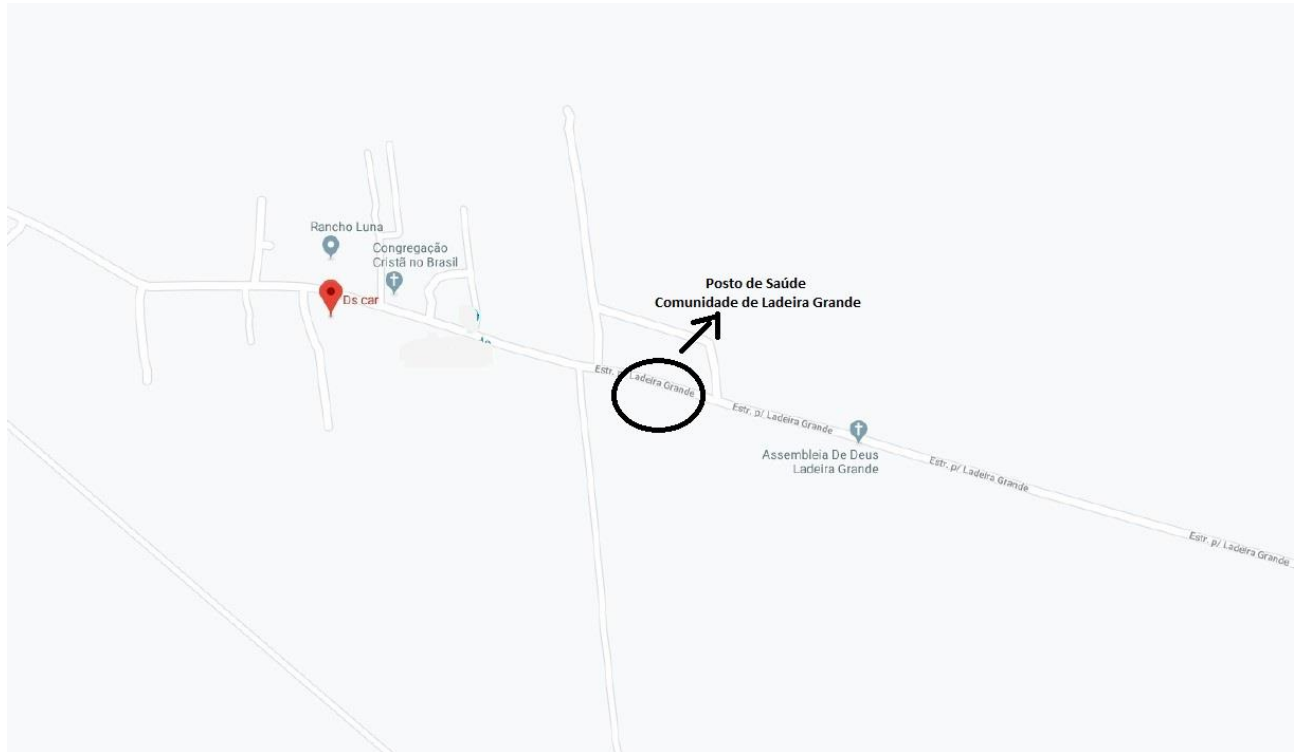 Rancho Luna
Congregação
Cristã no Brasil
Ds car
Posto de Saúde
Comunidade de Ladeira Grande
Estr. p/ Ladeira Grande
Estr. p/ Ladeira Grande
Assembleia De Deus
Ladeira Grande
Estr. p/ Ladeira Grande
Estr. p/ Ladeira Grande